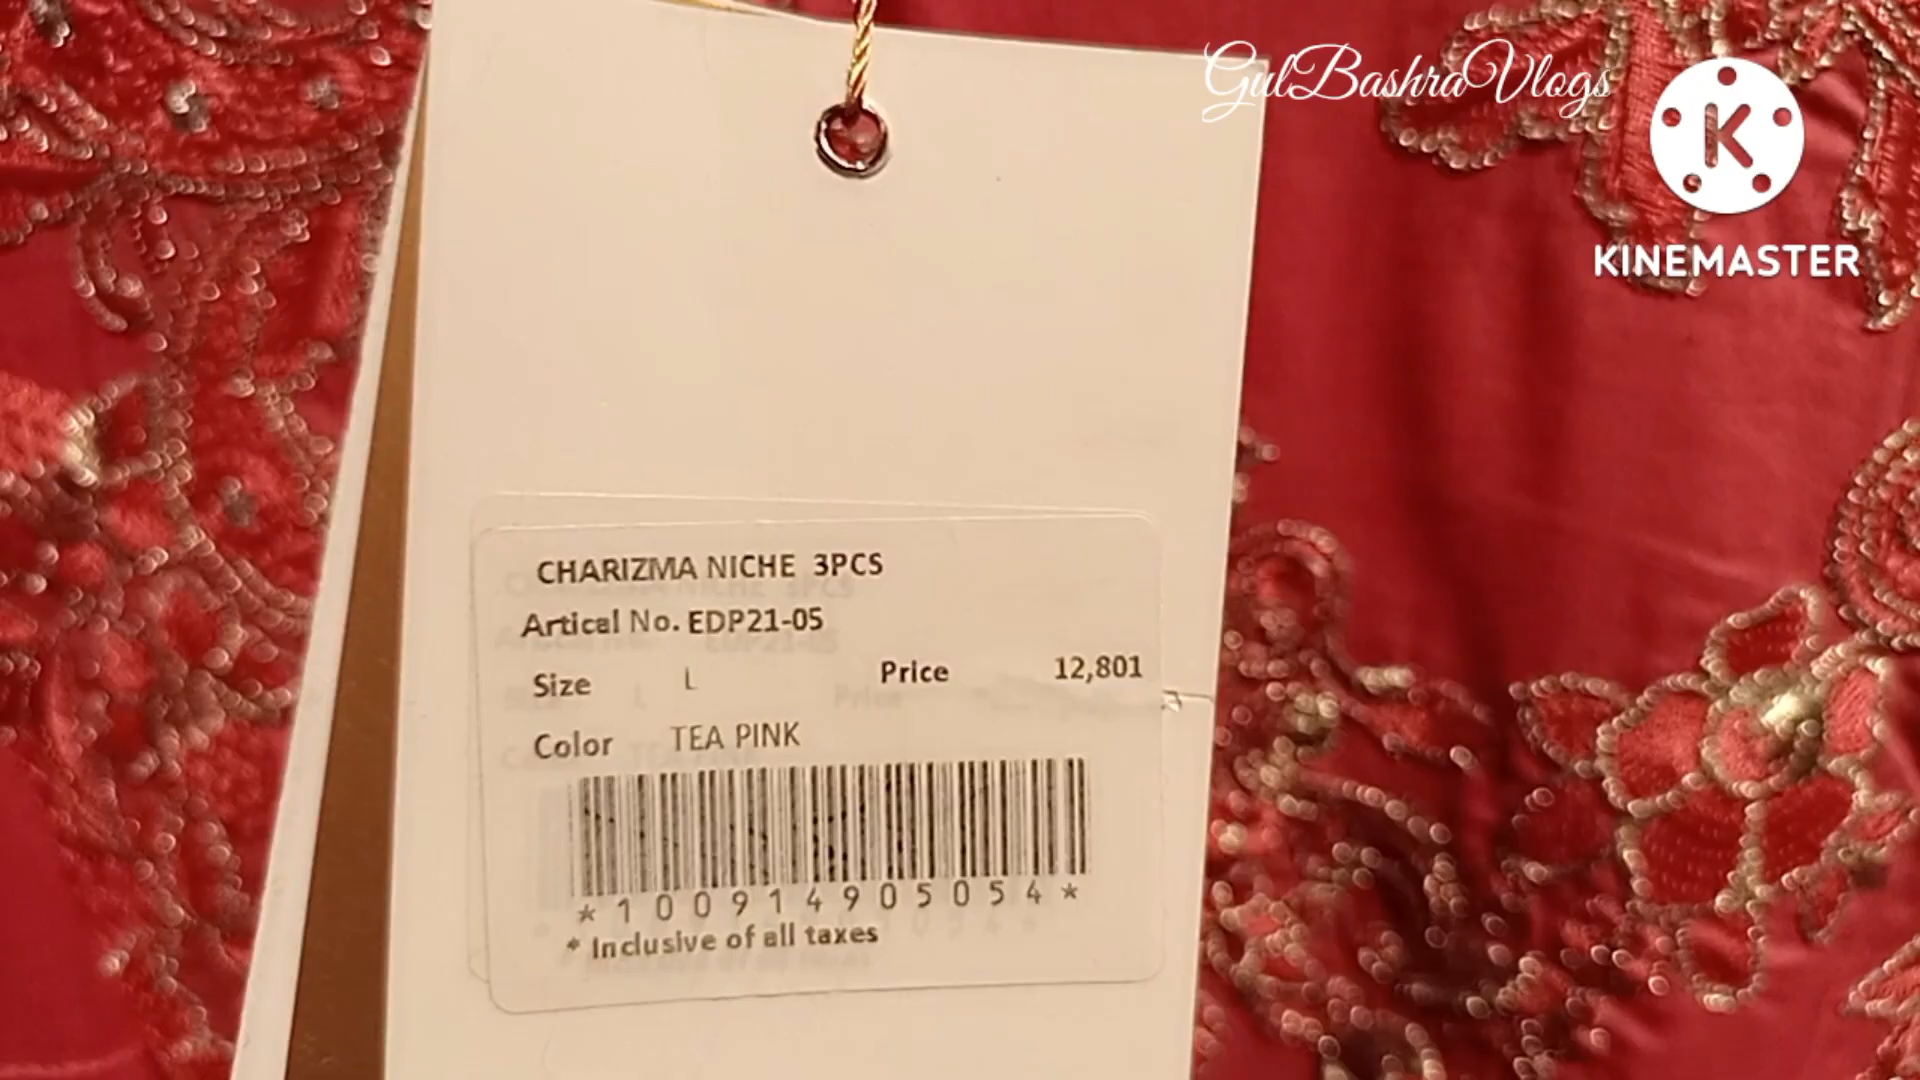 GulBashraVlogs
K
KINEMASTER
CHARIZMA NICHE 3PCS
Artical No. EDP21-05
Size L Price 12,801
Color TEA PINK
*100914905054*
* Inclusive of all taxes